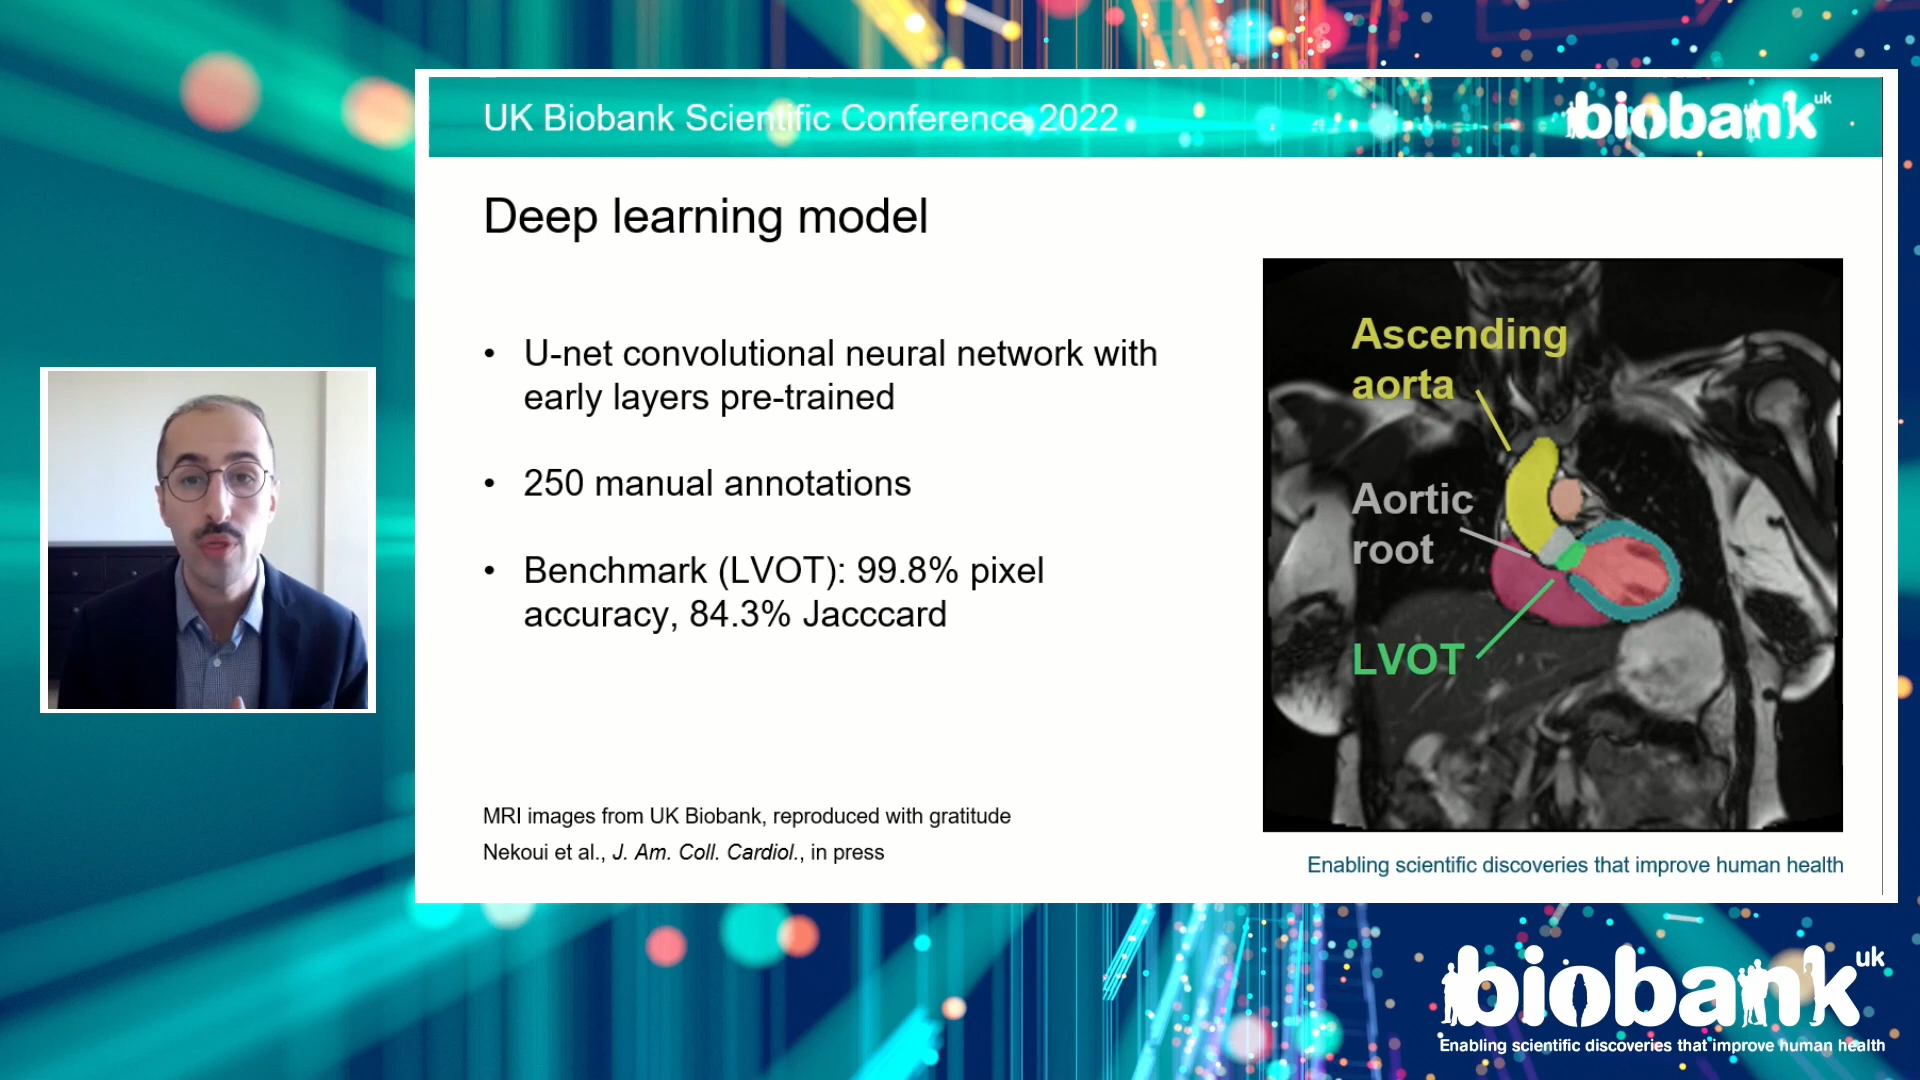 UK Biobank Scientific Conference 2022
biobank uk
Deep learning model
• U-net convolutional neural network with
early layers pre-trained
• 250 manual annotations
• Benchmark (LVOT): 99.8% pixel
accuracy, 84.3% Jacccard
Ascending
aorta
Aortic
root
LVOT
MRI images from UK Biobank, reproduced with gratitude
Nekoui et al., J. Am. Coll. Cardiol., in press
Enabling scientific discoveries that improve human health
biobank uk
Enabling scientific discoveries that improve human health